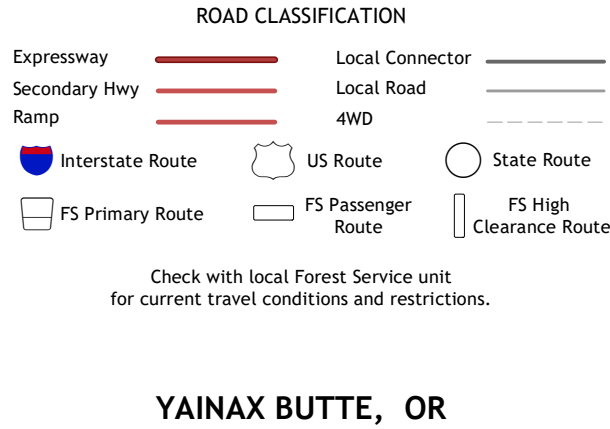 ROAD CLASSIFICATION
Expressway
Local Connector
Secondary Hwy
Local Road
Ramp
4WD
Interstate Route
US Route
State Route
FS Primary Route
FS Passenger
Route
FS High
Clearance Route
Check with local Forest Service unit
for current travel conditions and restrictions.
YAINAX BUTTE, OR